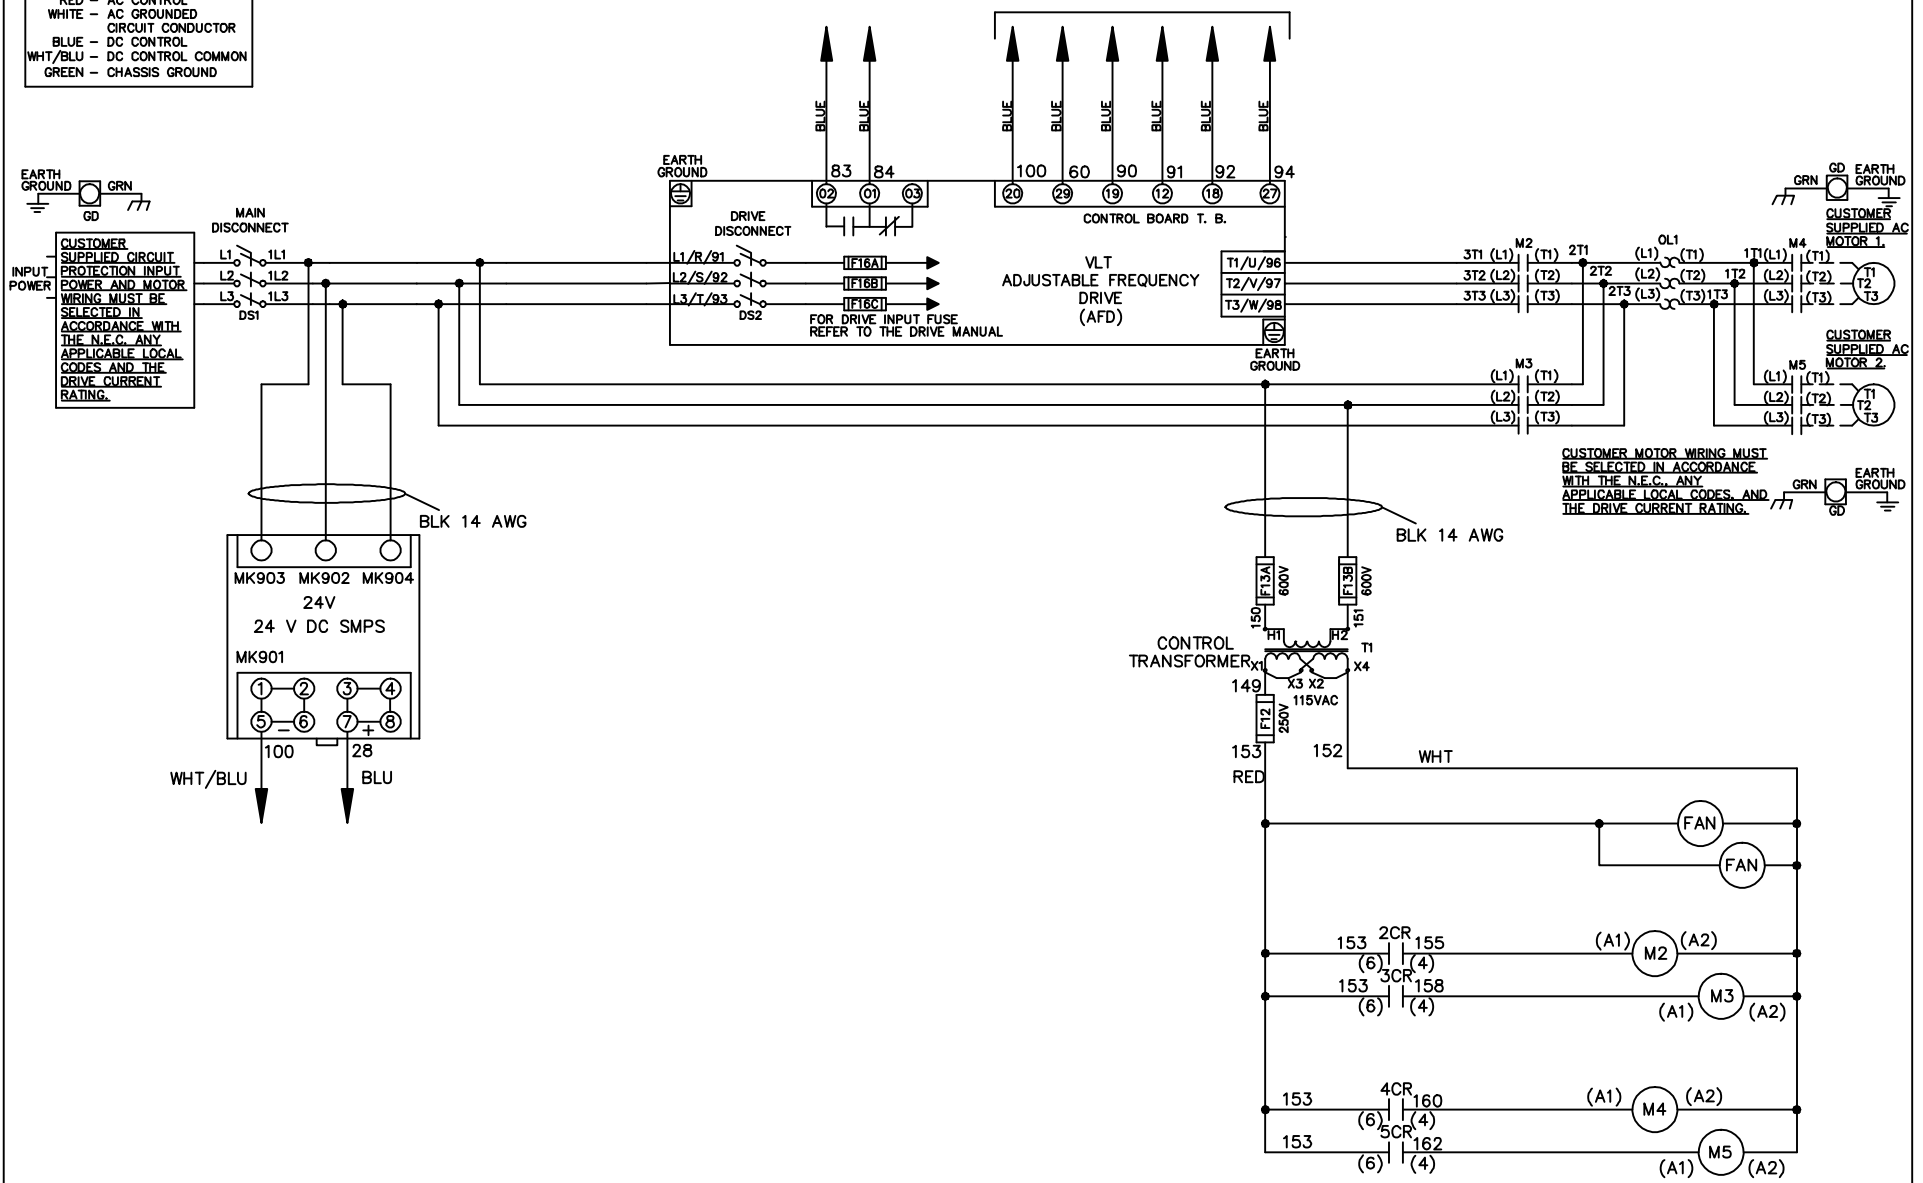 RED – AC CONTROL
WHITE – AC GROUNDED
CIRCUIT CONDUCTOR
BLUE – DC CONTROL
WHT/BLU – DC CONTROL COMMON
GREEN – CHASSIS GROUND
BLUE
BLUE
BLUE
BLUE
BLUE
BLUE
BLUE
BLUE
EARTH
GROUND
GRN
GD
MAIN
DISCONNECT
L1 1L1
L2 1L2
L3 1L3
DS1
INPUT
POWER
CUSTOMER
SUPPLIED CIRCUIT
PROTECTION INPUT
POWER AND MOTOR
WIRING MUST BE
SELECTED IN
ACCORDANCE WITH
THE N.E.C. ANY
APPLICABLE LOCAL
CODES AND THE
DRIVE CURRENT
RATING.
EARTH
GROUND
83 84
02 01 03
100 60 90 91 92 94
20 29 19 12 18 27
CONTROL BOARD T. B.
DRIVE
DISCONNECT
L1/R/91
L2/S/92
L3/T/93
DS2
F16A
F16B
F16C
FOR DRIVE INPUT FUSE
REFER TO THE DRIVE MANUAL
VLT
ADJUSTABLE FREQUENCY
DRIVE
(AFD)
T1/U/96
T2/V/97
T3/W/98
EARTH
GROUND
M2
3T1 (L1) (T1) 2T1
3T2 (L2) (T2) 2T2
3T3 (L3) (T3) 2T3
OL1
(L1) (T1) 1T1
(L2) (T2) 1T2
(L3) (T3) 1T3
M4
(L1) (T1)
(L2) (T2)
(L3) (T3)
T1
T2
T3
GRN
GD
EARTH
GROUND
CUSTOMER
SUPPLIED AC
MOTOR 1.
M3
(L1) (T1)
(L2) (T2)
(L3) (T3)
M5
(L1) (T1)
(L2) (T2)
(L3) (T3)
T1
T2
T3
CUSTOMER
SUPPLIED AC
MOTOR 2.
CUSTOMER MOTOR WIRING MUST
BE SELECTED IN ACCORDANCE
WITH THE N.E.C., ANY
APPLICABLE LOCAL CODES, AND
THE DRIVE CURRENT RATING.
GRN
GD
EARTH
GROUND
BLK 14 AWG
MK903 MK902 MK904
24V
24 V DC SMPS
MK901
1 2 3 4
5 – 6 7 + 8
100 28
WHT/BLU BLU
BLK 14 AWG
F13A
600V
F13B
600V
150
151
H1 H2
T1
CONTROL
TRANSFORMER
X1 X4
X3 X2
115VAC
149
F12
250V
153 152
RED
WHT
FAN
FAN
2CR
153 155
(6) (4)
(A1) M2 (A2)
3CR
153 158
(6) (4)
(A1) M3 (A2)
4CR
153 160
(6) (4)
(A1) M4 (A2)
5CR
153 162
(6) (4)
(A1) M5 (A2)